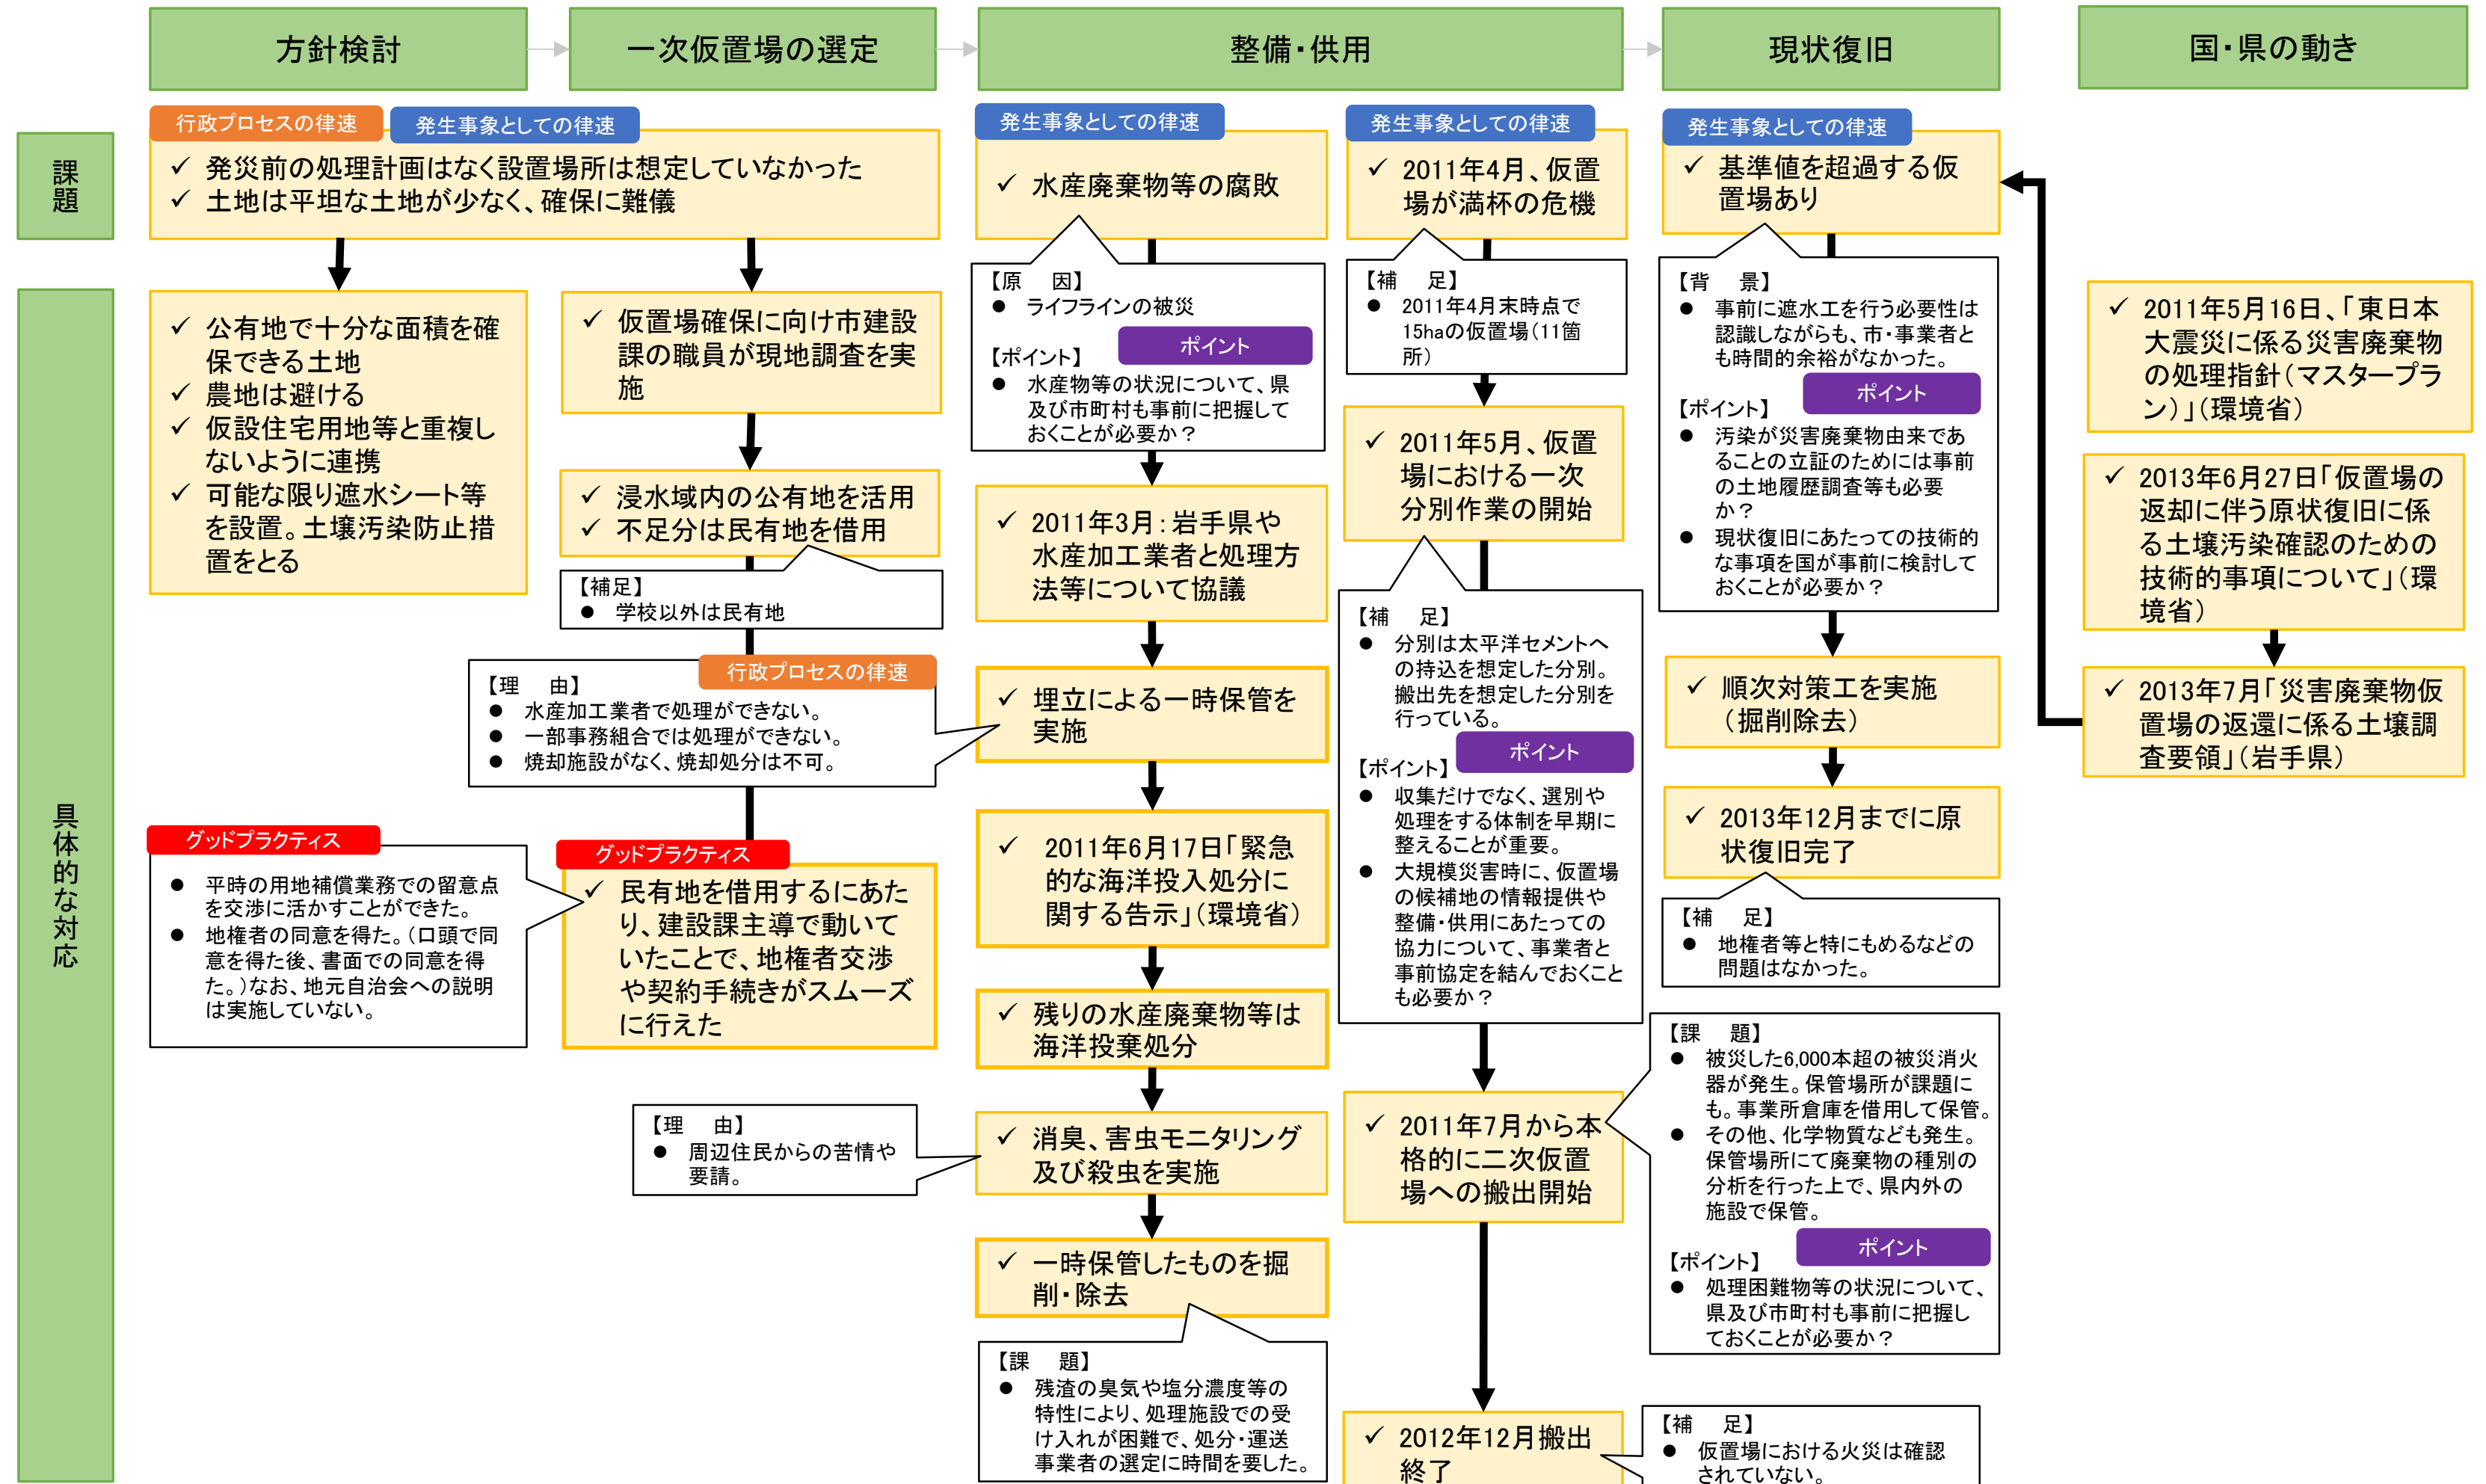 方針検討
一次仮置場の選定
整備・供用
現状復旧
国・県の動き
課題
行政プロセスの律速
発生事象としての律速
✓ 発災前の処理計画はなく設置場所は想定していなかった
✓ 土地は平坦な土地が少なく、確保に難儀
発生事象としての律速
✓ 水産廃棄物等の腐敗
発生事象としての律速
✓ 2011年4月、仮置
場が満杯の危機
発生事象としての律速
✓ 基準値を超過する仮
置場あり
具体的な対応
✓ 公有地で十分な面積を確
保できる土地
✓ 農地は避ける
✓ 仮設住宅用地等と重複し
ないように連携
✓ 可能な限り遮水シート等
を設置。土壌汚染防止措
置をとる
グッドプラクティス
● 平時の用地補償業務での留意点
を交渉に活かすことができた。
● 地権者の同意を得た。（口頭で同
意を得た後、書面での同意を得
た。）なお、地元自治会への説明
は実施していない。
✓ 仮置場確保に向け市建設
課の職員が現地調査を実
施
✓ 浸水域内の公有地を活用
✓ 不足分は民有地を借用
【補足】
● 学校以外は民有地
行政プロセスの律速
【理　由】
● 水産加工業者で処理ができない。
● 一部事務組合では処理ができない。
● 焼却施設がなく、焼却処分は不可。
グッドプラクティス
✓ 民有地を借用するにあた
り、建設課主導で動いて
いたことで、地権者交渉
や契約手続きがスムーズ
に行えた
【理　由】
● 周辺住民からの苦情や
要請。
【原　因】
● ライフラインの被災
ポイント
【ポイント】
● 水産物等の状況について、県
及び市町村も事前に把握して
おくことが必要か？
✓ 2011年3月：岩手県や
水産加工業者と処理方
法等について協議
✓ 埋立による一時保管を
実施
✓ 2011年6月17日「緊急
的な海洋投入処分に
関する告示」（環境省）
✓ 残りの水産廃棄物等は
海洋投棄処分
✓ 消臭、害虫モニタリング
及び殺虫を実施
✓ 一時保管したものを掘
削・除去
【課　題】
● 残渣の臭気や塩分濃度等の
特性により、処理施設での受
け入れが困難で、処分・運送
事業者の選定に時間を要した。
【補　足】
● 2011年4月末時点で
15haの仮置場（11箇
所）
✓ 2011年5月、仮置
場における一次
分別作業の開始
【補　足】
● 分別は太平洋セメントへ
の持込を想定した分別。
搬出先を想定した分別を
行っている。
ポイント
【ポイント】
● 収集だけでなく、選別や
処理をする体制を早期に
整えることが重要。
● 大規模災害時に、仮置場
の候補地の情報提供や
整備・供用にあたっての
協力について、事業者と
事前協定を結んでおくこと
も必要か？
✓ 2011年7月から本
格的に二次仮置
場への搬出開始
✓ 2012年12月搬出
終了
【背　景】
● 事前に遮水工を行う必要性は
認識しながらも、市・事業者と
も時間的余裕がなかった。
ポイント
【ポイント】
● 汚染が災害廃棄物由来であ
ることの立証のためには事前
の土地履歴調査等も必要
か？
● 現状復旧にあたっての技術的
な事項を国が事前に検討して
おくことが必要か？
✓ 順次対策工を実施
（掘削除去）
✓ 2013年12月までに原
状復旧完了
【補　足】
● 地権者等と特にもめるなどの
問題はなかった。
【課　題】
● 被災した6,000本超の被災消火
器が発生。保管場所が課題に
も。事業所倉庫を借用して保管。
● その他、化学物質なども発生。
保管場所にて廃棄物の種別の
分析を行った上で、県内外の
施設で保管。
ポイント
【ポイント】
● 処理困難物等の状況について、
県及び市町村も事前に把握し
ておくことが必要か？
【補　足】
● 仮置場における火災は確認
されていない。
✓ 2011年5月16日、「東日本
大震災に係る災害廃棄物
の処理指針（マスタープラ
ン）」（環境省）
✓ 2013年6月27日「仮置場の
返却に伴う原状復旧に係
る土壌汚染確認のための
技術的事項について」（環
境省）
✓ 2013年7月「災害廃棄物仮
置場の返還に係る土壌調
査要領」（岩手県）